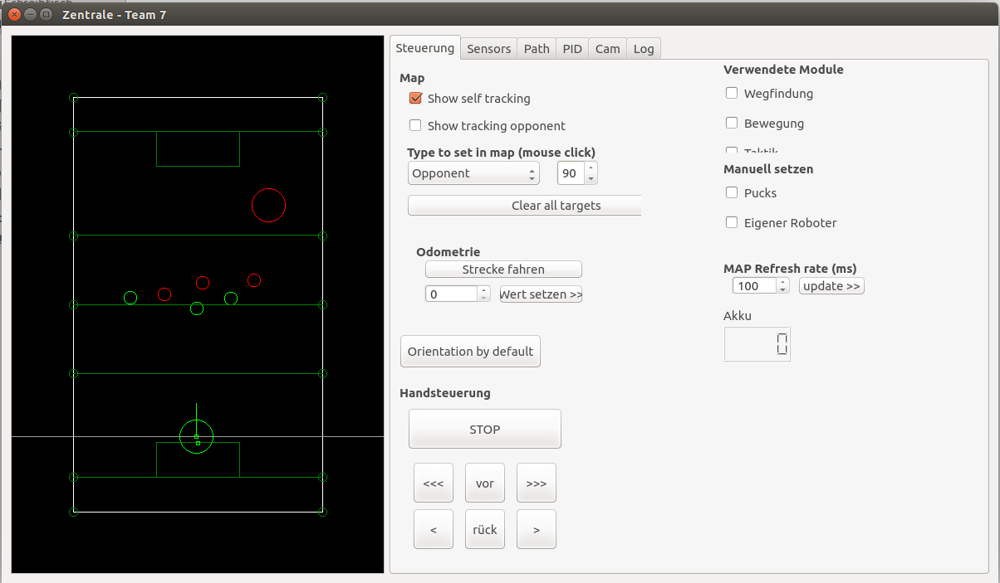 Zentrale - Team 7
Steuerung Sensors Path PID Cam Log
Map
Show self tracking
Show tracking opponent
Type to set in map (mouse click)
Opponent 90
Clear all targets
Odometrie
Strecke fahren
0 Wert setzen >>
Orientation by default
Handsteuerung
STOP
<<< vor >>>
< rück >
Verwendete Module
Wegfindung
Bewegung
Taktik
Manuell setzen
Pucks
Eigener Roboter
MAP Refresh rate (ms)
100 update >>
Akku
0